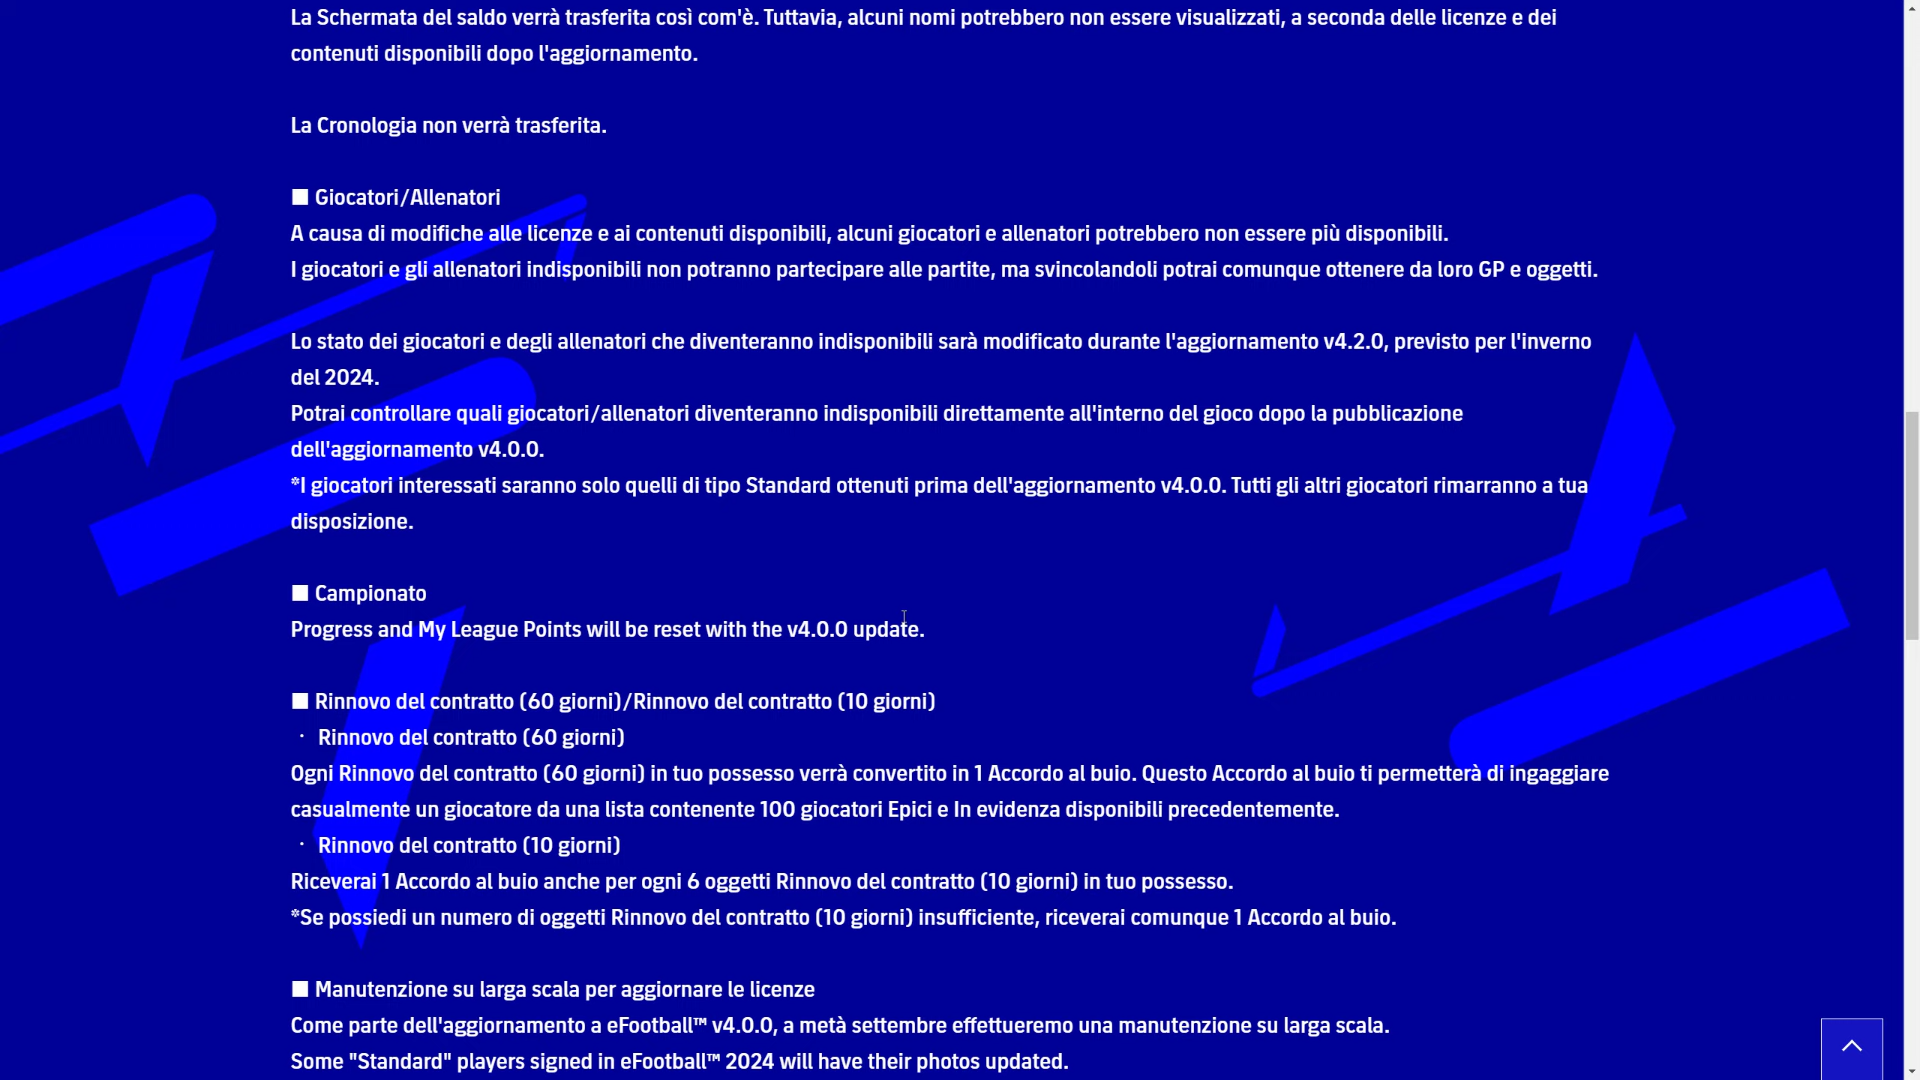 La Schermata del saldo verrà trasferita così com'è. Tuttavia, alcuni nomi potrebbero non essere visualizzati, a seconda delle licenze e dei
contenuti disponibili dopo l'aggiornamento.
La Cronologia non verrà trasferita.
■ Giocatori/Allenatori
A causa di modifiche alle licenze e ai contenuti disponibili, alcuni giocatori e allenatori potrebbero non essere più disponibili.
I giocatori e gli allenatori indisponibili non potranno partecipare alle partite, ma svincolandoli potrai comunque ottenere da loro GP e oggetti.
Lo stato dei giocatori e degli allenatori che diventeranno indisponibili sarà modificato durante l'aggiornamento v4.2.0, previsto per l'inverno
del 2024.
Potrai controllare quali giocatori/allenatori diventeranno indisponibili direttamente all'interno del gioco dopo la pubblicazione
dell'aggiornamento v4.0.0.
*I giocatori interessati saranno solo quelli di tipo Standard ottenuti prima dell'aggiornamento v4.0.0. Tutti gli altri giocatori rimarranno a tua
disposizione.
■ Campionato
Progress and My League Points will be reset with the v4.0.0 update.
■ Rinnovo del contratto (60 giorni)/Rinnovo del contratto (10 giorni)
・ Rinnovo del contratto (60 giorni)
Ogni Rinnovo del contratto (60 giorni) in tuo possesso verrà convertito in 1 Accordo al buio. Questo Accordo al buio ti permetterà di ingaggiare
casualmente un giocatore da una lista contenente 100 giocatori Epici e In evidenza disponibili precedentemente.
・ Rinnovo del contratto (10 giorni)
Riceverai 1 Accordo al buio anche per ogni 6 oggetti Rinnovo del contratto (10 giorni) in tuo possesso.
*Se possiedi un numero di oggetti Rinnovo del contratto (10 giorni) insufficiente, riceverai comunque 1 Accordo al buio.
■ Manutenzione su larga scala per aggiornare le licenze
Come parte dell'aggiornamento a eFootball™ v4.0.0, a metà settembre effettueremo una manutenzione su larga scala.
Some "Standard" players signed in eFootball™ 2024 will have their photos updated.